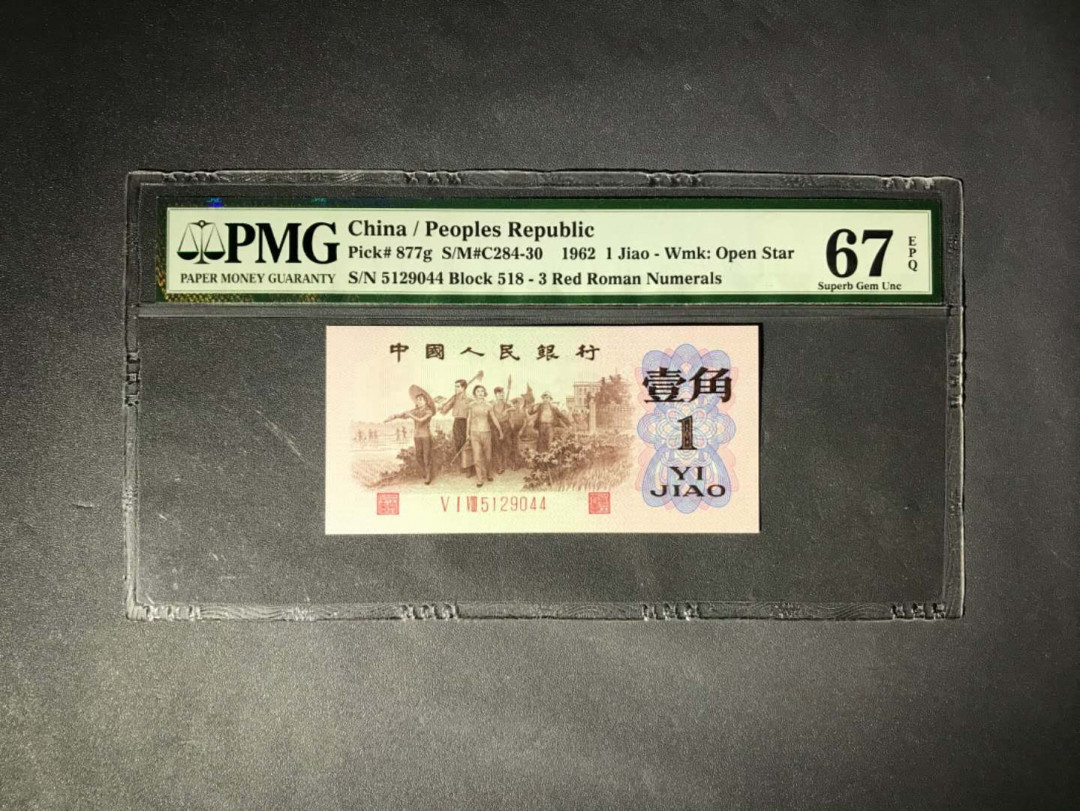 PMG
PAPER MONEY GUARANTY
China / Peoples Republic
Pick# 877g S/M#C284-30 1962 1 Jiao - Wmk: Open Star
S/N 5129044 Block 518 - 3 Red Roman Numerals
67
EPQ
Superb Gem Unc
中國人民銀行
壹角
1
YI
JIAO
V I VIII 5129044